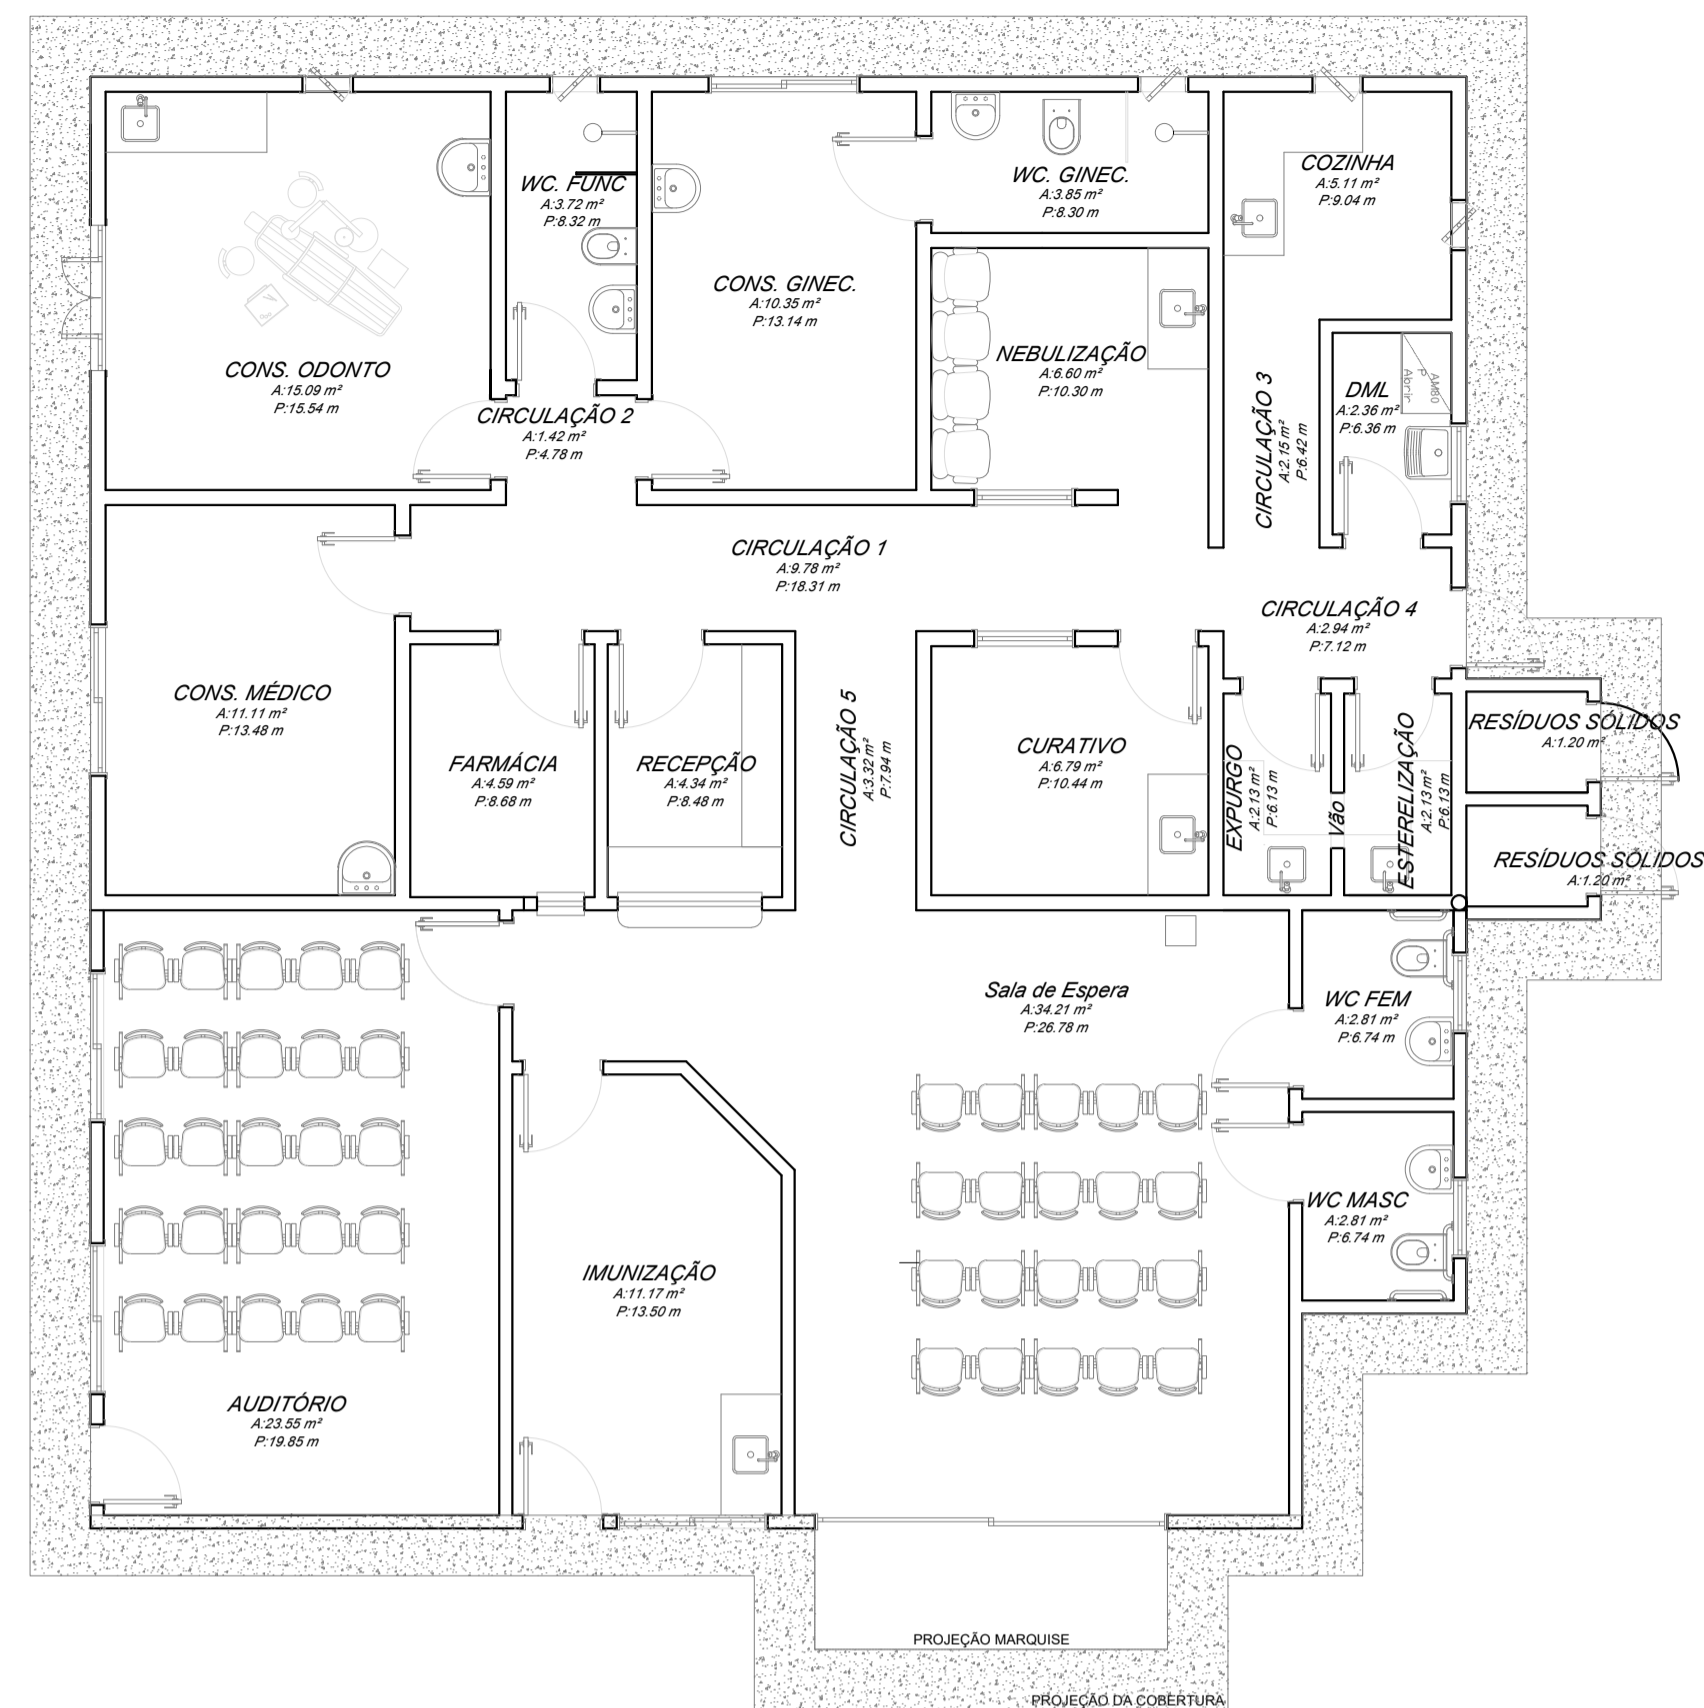 WC. FUNC
A:3.72 m²
P:8.32 m
WC. GINEC.
A:3.85 m²
P:8.30 m
COZINHA
A:5.11 m²
P:9.04 m
CONS. ODONTO
A:15.09 m²
P:15.54 m
CONS. GINEC.
A:10.35 m²
P:13.14 m
NEBULIZAÇÃO
A:6.60 m²
P:10.30 m
CIRCULAÇÃO 2
A:1.42 m²
P:4.78 m
CIRCULAÇÃO 3
A:2.15 m²
P:6.42 m
AM80
P
Abrir
DML
A:2.36 m²
P:6.36 m
CIRCULAÇÃO 1
A:9.78 m²
P:18.31 m
CIRCULAÇÃO 4
A:2.94 m²
P:7.12 m
CONS. MÉDICO
A:11.11 m²
P:13.48 m
FARMÁCIA
A:4.59 m²
P:8.68 m
RECEPÇÃO
A:4.34 m²
P:8.48 m
CIRCULAÇÃO 5
A:3.32 m²
P:7.94 m
CURATIVO
A:6.79 m²
P:10.44 m
EXPURGO
A:2.13 m²
P:6.13 m
Vão
ESTERELIZAÇÃO
A:2.13 m²
P:6.13 m
RESÍDUOS SÓLIDOS
A:1.20 m²
RESÍDUOS SÓLIDOS
A:1.20 m²
Sala de Espera
A:34.21 m²
P:26.78 m
WC FEM
A:2.81 m²
P:6.74 m
WC MASC
A:2.81 m²
P:6.74 m
IMUNIZAÇÃO
A:11.17 m²
P:13.50 m
AUDITÓRIO
A:23.55 m²
P:19.85 m
PROJEÇÃO MARQUISE
PROJEÇÃO DA COBERTURA